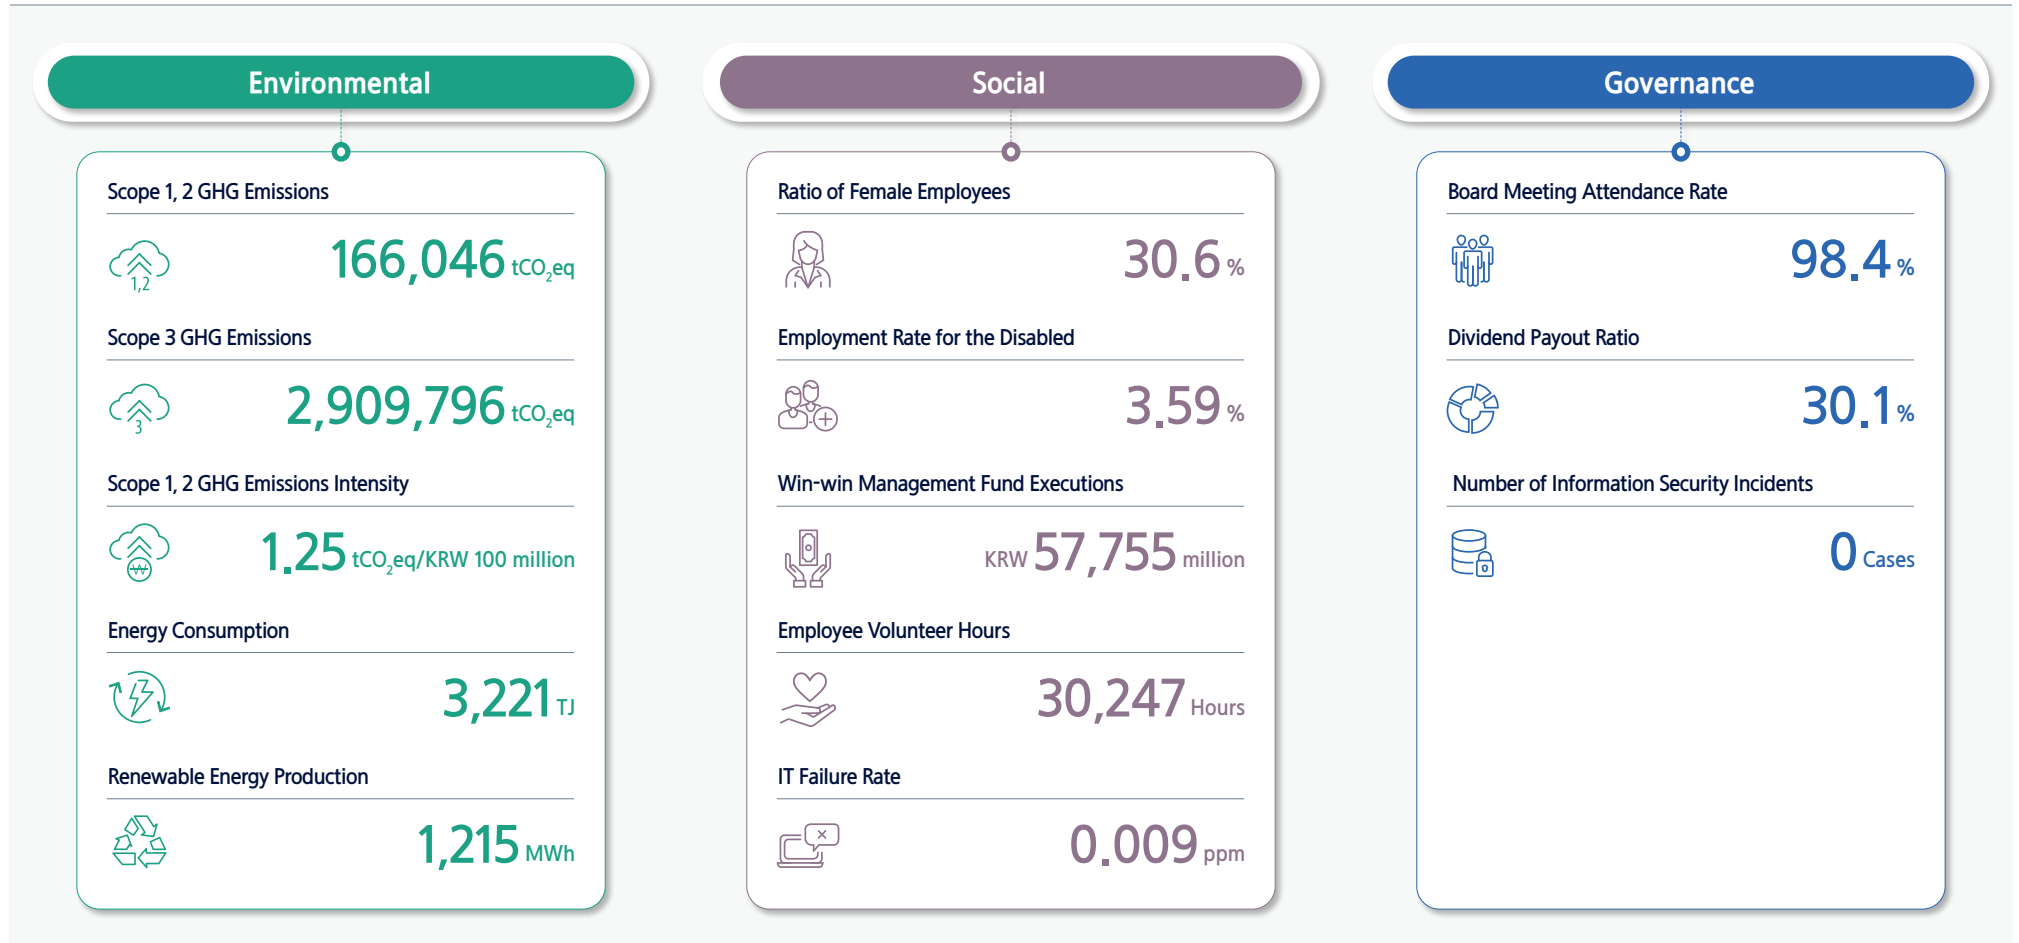 Environmental
Scope 1, 2 GHG Emissions
1,2
166,046 tCO₂eq
Scope 3 GHG Emissions
3
2,909,796 tCO₂eq
Scope 1, 2 GHG Emissions Intensity
₩
1.25 tCO₂eq/KRW 100 million
Energy Consumption
3,221 TJ
Renewable Energy Production
1,215 MWh
Social
Ratio of Female Employees
30.6 %
Employment Rate for the Disabled
3.59 %
Win-win Management Fund Executions
KRW 57,755 million
Employee Volunteer Hours
30,247 Hours
IT Failure Rate
0.009 ppm
Governance
Board Meeting Attendance Rate
98.4 %
Dividend Payout Ratio
30.1 %
Number of Information Security Incidents
0 Cases